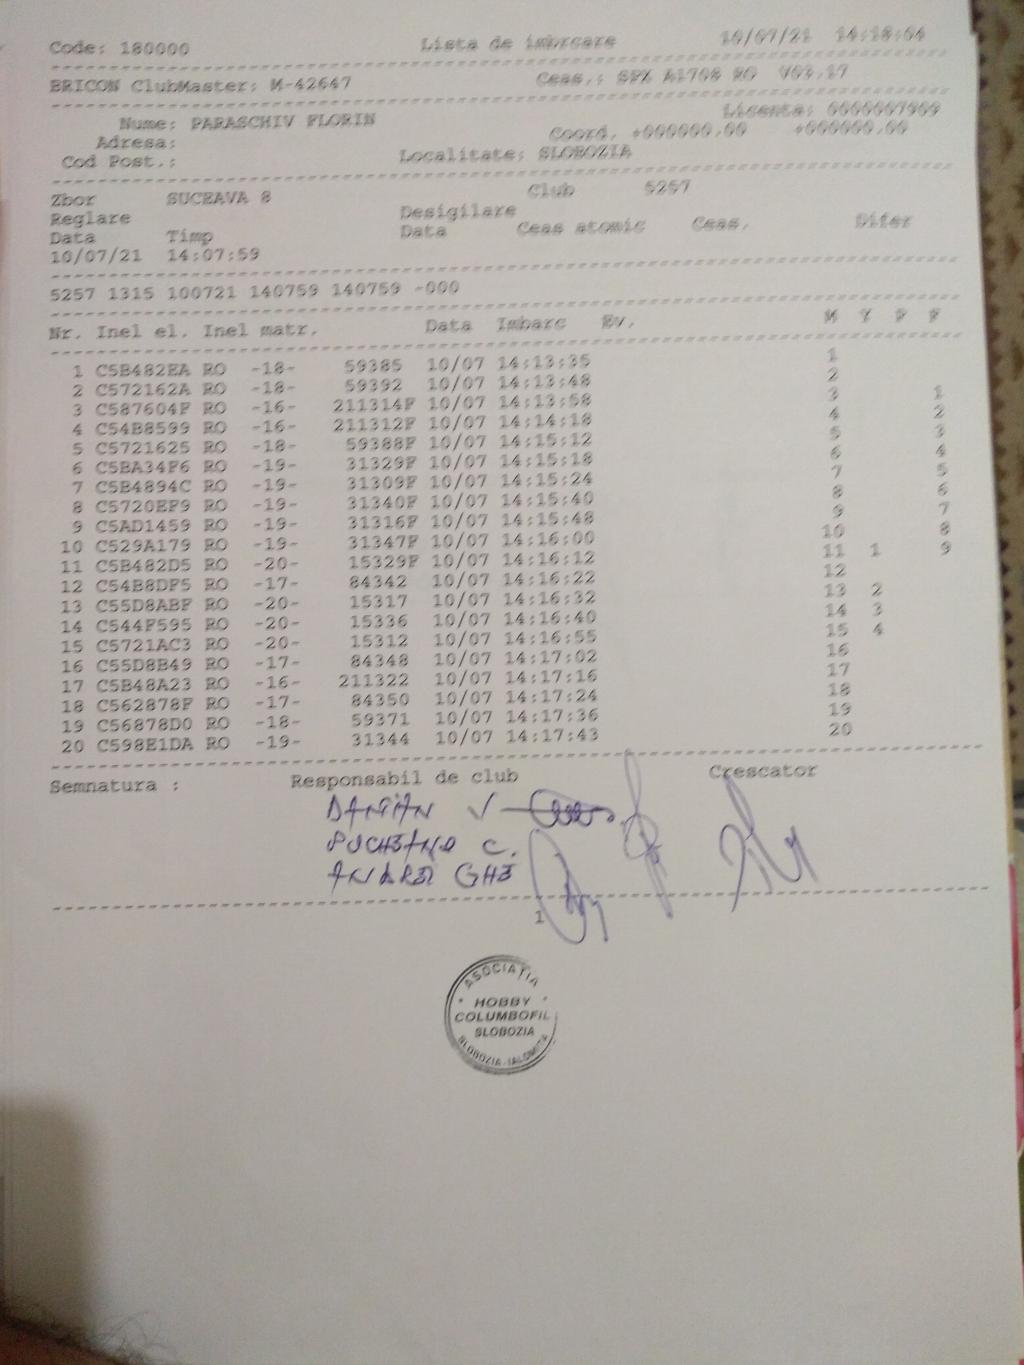 Code: 180000 Lista de imbrcare 10/07/21 14:18:04
BRICON ClubMaster: M-42647 Ceas.: SPX A1708 RO V03.17
Licenta: 0000007909
Nume: PARASCHIV FLORIN Coord. +000000,00 +000000,00
Adresa:
Cod Post.: Localitate: SLOBOZIA
Zbor SUCEAVA 8 Club 5257
Reglare Desigilare
Data Timp Data Ceas atomic Ceas. Difer
10/07/21 14:07:59
5257 1315 100721 140759 140759 -000
Nr. Inel el. Inel matr. Data Imbarc Ev. M Y P F
1 C5B482EA RO -18- 59385 10/07 14:13:35 1
2 C572162A RO -18- 59392 10/07 14:13:48 2
3 C587604F RO -16- 211314F 10/07 14:13:58 3 1
4 C54B8599 RO -16- 211312F 10/07 14:14:18 4 2
5 C5721625 RO -18- 59388F 10/07 14:15:12 5 3
6 C5BA34F6 RO -19- 31329F 10/07 14:15:18 6 4
7 C5B4894C RO -19- 31309F 10/07 14:15:24 7 5
8 C5720EF9 RO -19- 31340F 10/07 14:15:40 8 6
9 C5AD1459 RO -19- 31316F 10/07 14:15:48 9 7
10 C529A179 RO -19- 31347F 10/07 14:16:00 10 8
11 C5B482D5 RO -20- 15329F 10/07 14:16:12 11 1 9
12 C54B8DF5 RO -17- 84342 10/07 14:16:22 12
13 C55D8ABF RO -20- 15317 10/07 14:16:32 13 2
14 C544F595 RO -20- 15336 10/07 14:16:40 14 3
15 C5721AC3 RO -20- 15312 10/07 14:16:55 15 4
16 C55D8B49 RO -17- 84348 10/07 14:17:02 16
17 C5B48A23 RO -16- 211322 10/07 14:17:16 17
18 C562878F RO -17- 84350 10/07 14:17:24 18
19 C56878D0 RO -18- 59371 10/07 14:17:36 19
20 C598E1DA RO -19- 31344 10/07 14:17:43 20
Semnatura : Responsabil de club Crescator
DAMIAN V
PUCHEANU C.
ANDREI GHE
1
ASOCIAȚIA
HOBBY
COLUMBOFIL
SLOBOZIA
SLOBOZIA-IALOMIȚA